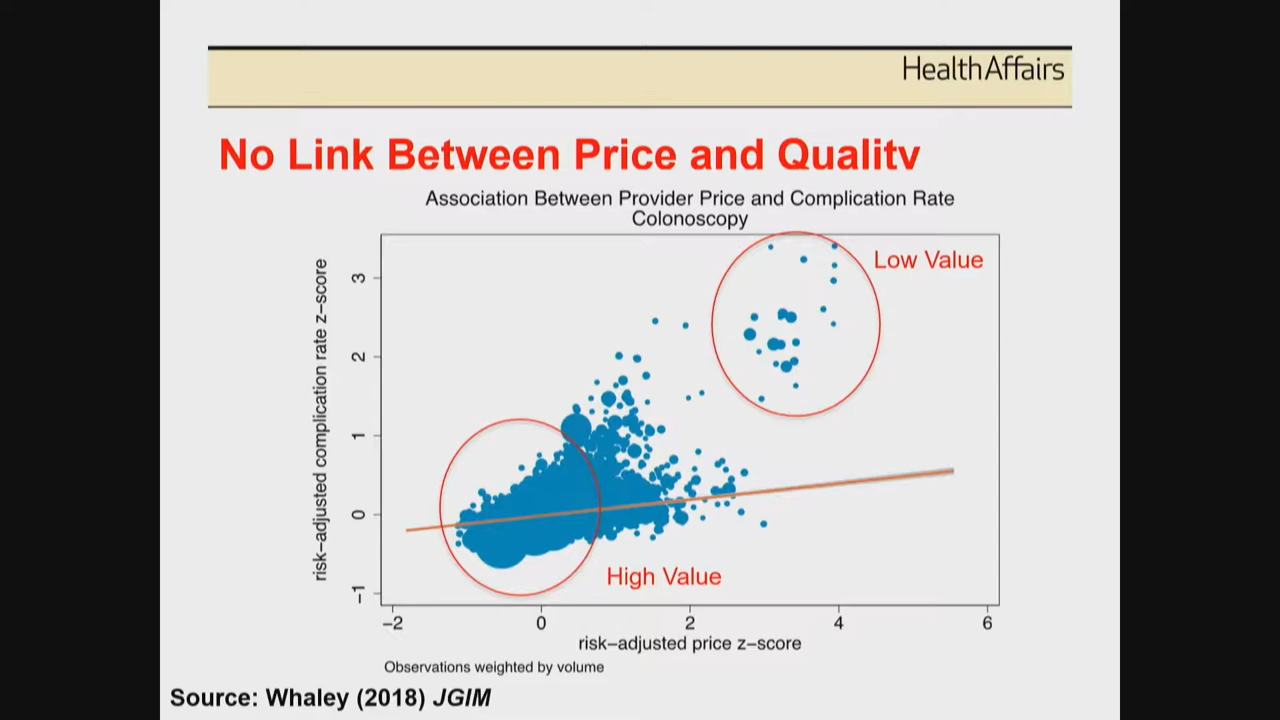 HealthAffairs
No Link Between Price and Quality
Association Between Provider Price and Complication Rate
Colonoscopy
Low Value
3
2
1
0
−1
risk−adjusted complication rate z−score
High Value
−2 0 2 4 6
risk−adjusted price z−score
Observations weighted by volume
Source: Whaley (2018) JGIM